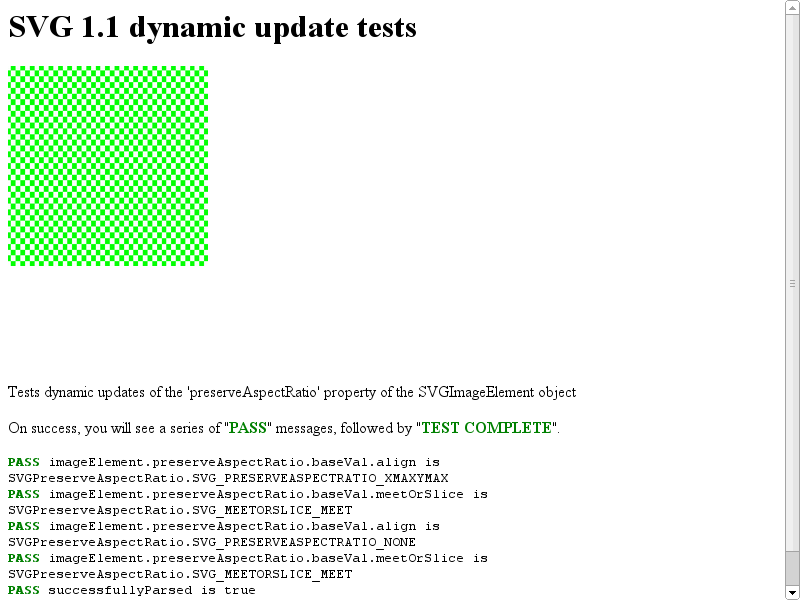 SVG 1.1 dynamic update tests
Tests dynamic updates of the 'preserveAspectRatio' property of the SVGImageElement object
On success, you will see a series of "PASS" messages, followed by "TEST COMPLETE".
PASS imageElement.preserveAspectRatio.baseVal.align is
SVGPreserveAspectRatio.SVG_PRESERVEASPECTRATIO_XMAXYMAX
PASS imageElement.preserveAspectRatio.baseVal.meetOrSlice is
SVGPreserveAspectRatio.SVG_MEETORSLICE_MEET
PASS imageElement.preserveAspectRatio.baseVal.align is
SVGPreserveAspectRatio.SVG_PRESERVEASPECTRATIO_NONE
PASS imageElement.preserveAspectRatio.baseVal.meetOrSlice is
SVGPreserveAspectRatio.SVG_MEETORSLICE_MEET
PASS successfullyParsed is true